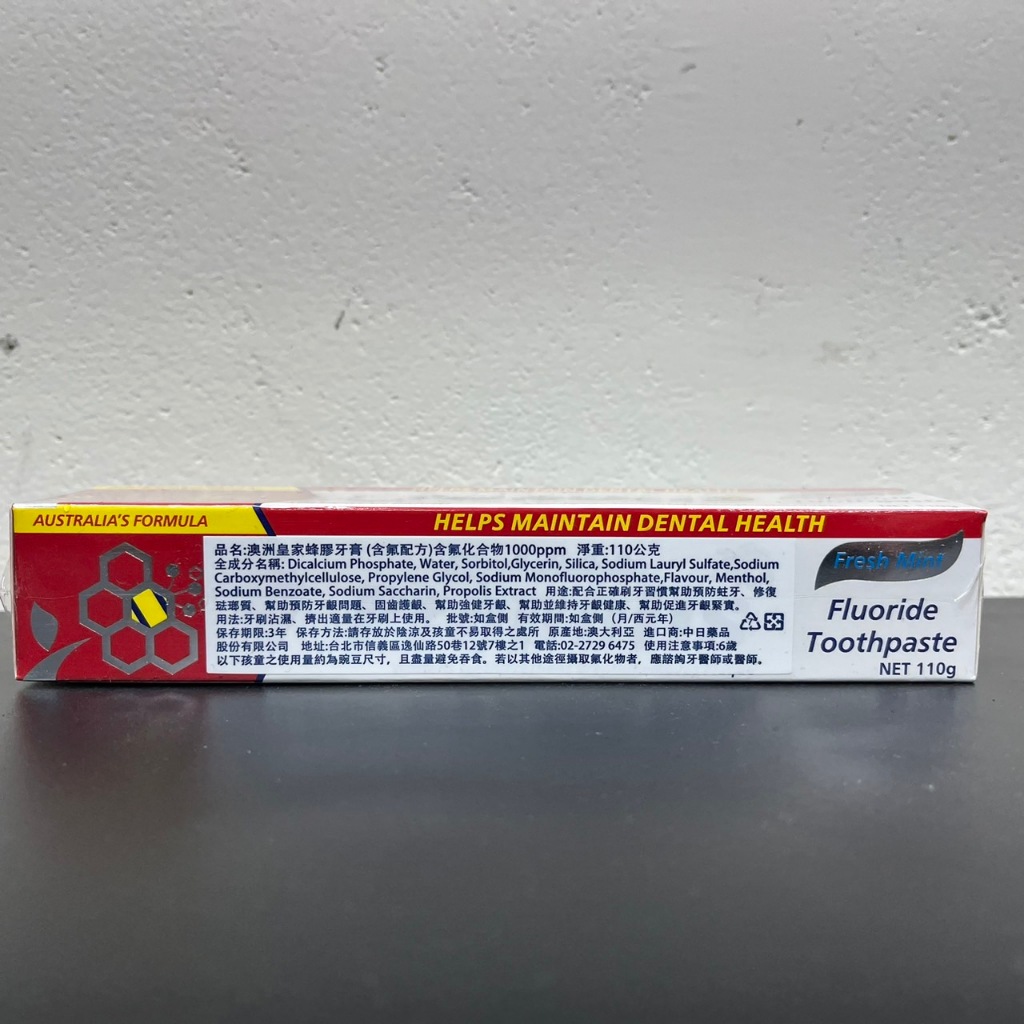 AUSTRALIA'S FORMULA
HELPS MAINTAIN DENTAL HEALTH
品名:澳洲皇家蜂膠牙膏 (含氟配方)含氟化合物1000ppm 淨重:110公克
全成分名稱: Dicalcium Phosphate, Water, Sorbitol,Glycerin, Silica, Sodium Lauryl Sulfate,Sodium
Carboxymethylcellulose, Propylene Glycol, Sodium Monofluorophosphate,Flavour, Menthol,
Sodium Benzoate, Sodium Saccharin, Propolis Extract 用途:配合正確刷牙習慣幫助預防蛀牙、修復
琺瑯質、幫助預防牙齦問題、固齒護齦、幫助強健牙齦、幫助並維持牙齦健康、幫助促進牙齦緊實。
用法:牙刷沾濕、擠出適量在牙刷上使用。 批號:如盒側 有效期間:如盒側 (月/西元年)
保存期限:3年 保存方法:請存放於陰涼及孩童不易取得之處所 原產地:澳大利亞 進口商:中日藥品
股份有限公司 地址:台北市信義區逸仙路50巷12號7樓之1 電話:02-2729 6475 使用注意事項:6歲
以下孩童之使用量約為豌豆尺寸，且盡量避免吞食。若以其他途徑攝取氟化物者，應諮詢牙醫師或醫師。
Fresh Mint
Fluoride
Toothpaste
NET 110g